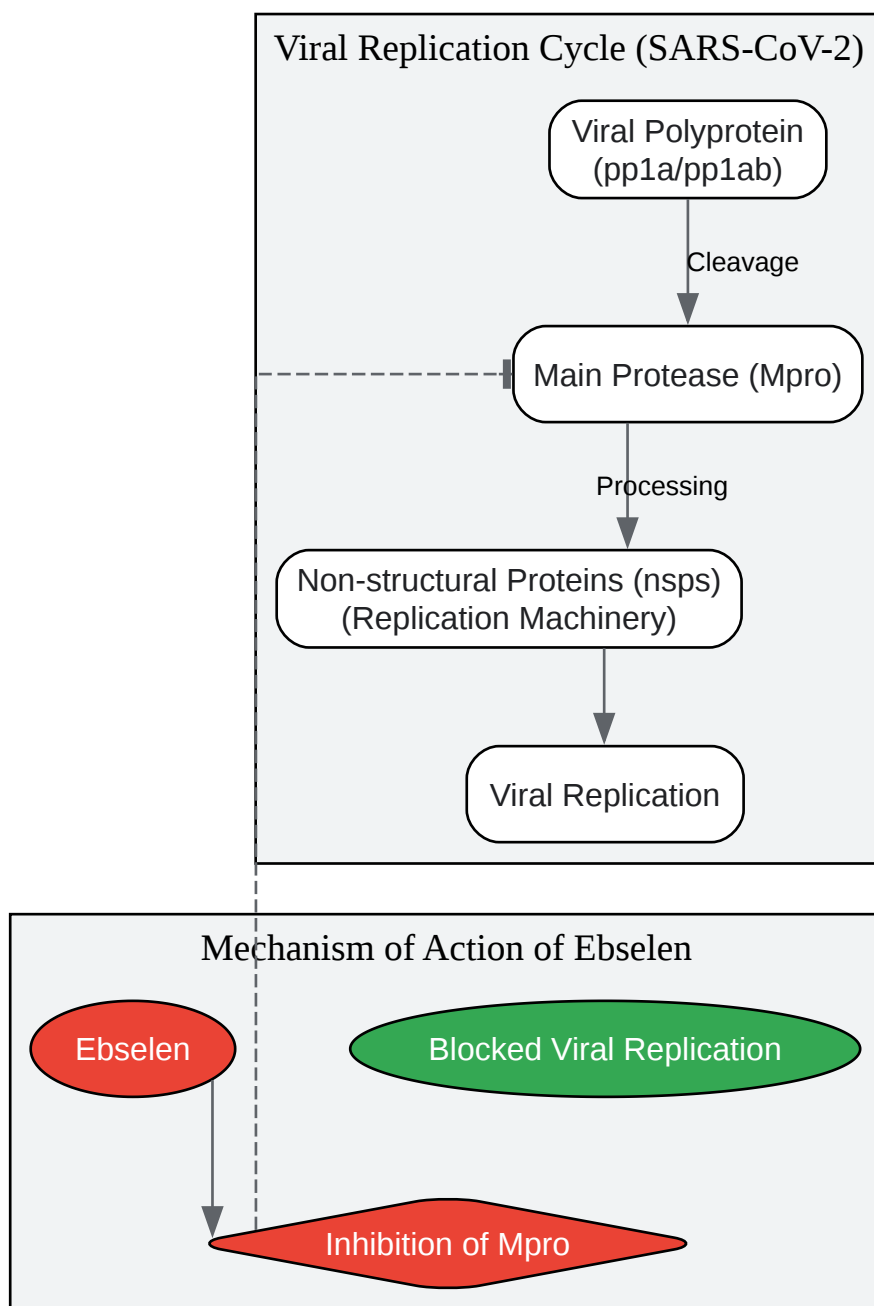 Viral Replication Cycle (SARS-CoV-2)
Viral Polyprotein
(pp1a/pp1ab)
Cleavage
Main Protease (Mpro)
Processing
Non-structural Proteins (nsps)
(Replication Machinery)
Viral Replication
Mechanism of Action of Ebselen
Ebselen
Blocked Viral Replication
Inhibition of Mpro